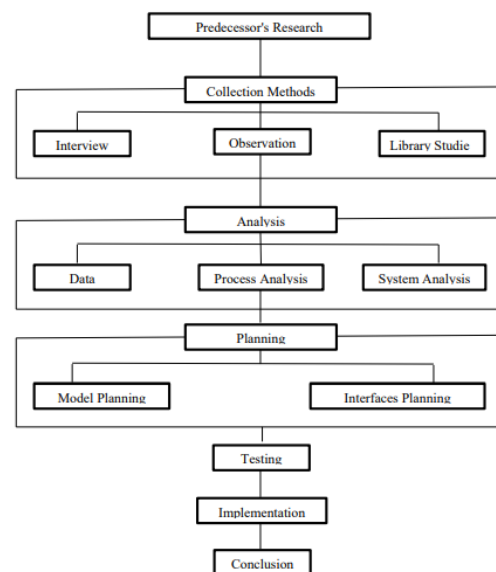 Predecessor's Research
Collection Methods
Interview
Observation
Library Studie
Analysis
Data
Process Analysis
System Analysis
Planning
Model Planning
Interfaces Planning
Testing
Implementation
Conclusion